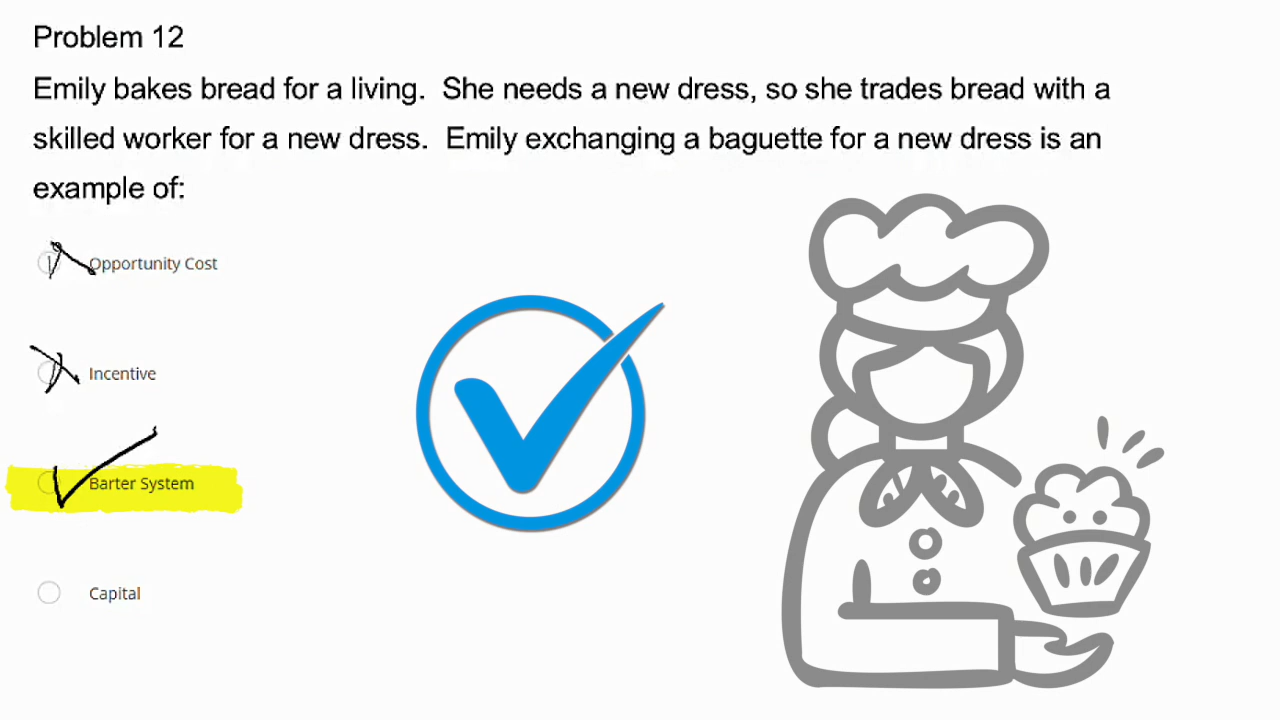 Problem 12
Emily bakes bread for a living. She needs a new dress, so she trades bread with a
skilled worker for a new dress. Emily exchanging a baguette for a new dress is an
example of:
Opportunity Cost
Incentive
Barter System
Capital